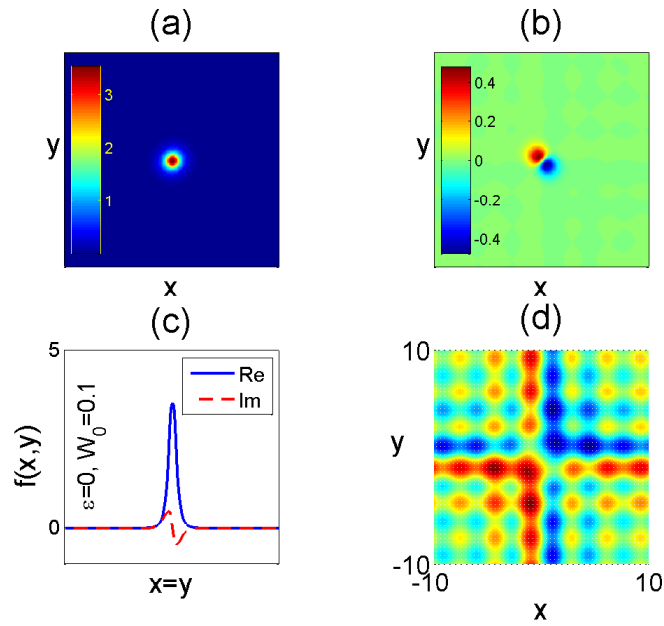 (a)
(b)
y
3
2
1
x
y
0.4
0.2
0
-0.2
-0.4
x
(c)
(d)
5
0
f(x,y)
ε=0, W₀=0.1
Re
Im
x=y
10
y
-10
-10
10
x